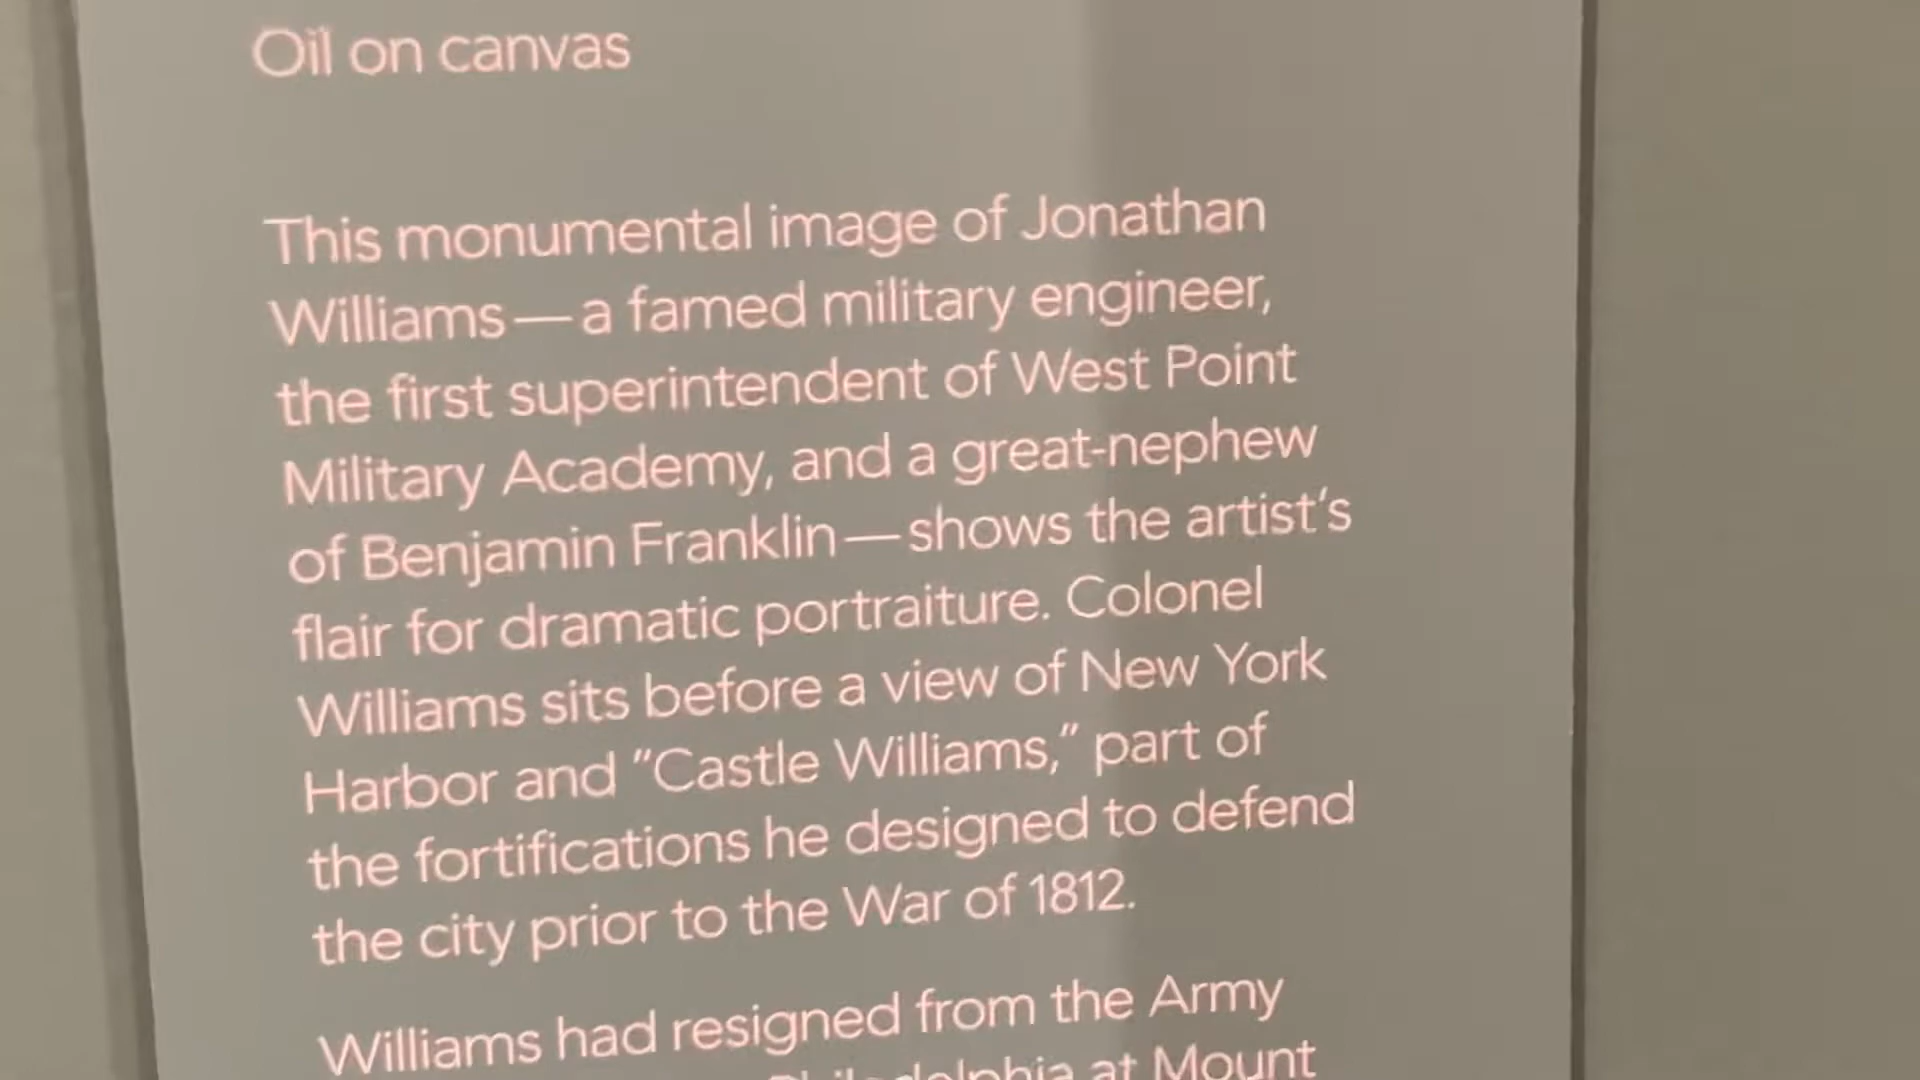 Oil on canvas
This monumental image of Jonathan
Williams—a famed military engineer,
the first superintendent of West Point
Military Academy, and a great-nephew
of Benjamin Franklin—shows the artist‘s
flair for dramatic portraiture. Colonel
Williams sits before a view of New York
Harbor and “Castle Williams,” part of
the fortifications he designed to defend
the city prior to the War of 1812.
Williams had resigned from the Army
Philadelphia at Mount